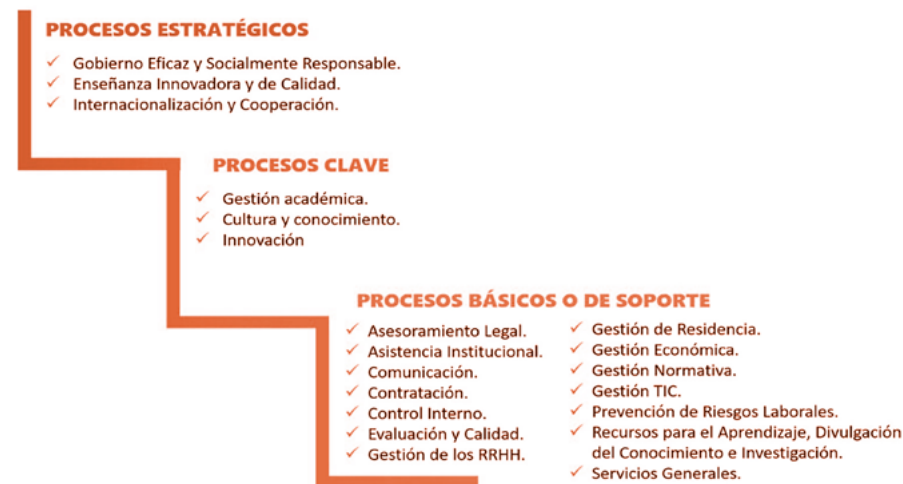 PROCESOS ESTRATÉGICOS
Gobierno Eficaz y Socialmente Responsable.
Enseñanza Innovadora y de Calidad.
Internacionalización y Cooperación.
PROCESOS CLAVE
Gestión académica.
Cultura y conocimiento.
Innovación
PROCESOS BÁSICOS O DE SOPORTE
Asesoramiento Legal.
Asistencia Institucional.
Comunicación.
Contratación.
Control Interno.
Evaluación y Calidad.
Gestión de los RRHH.
Gestión de Residencia.
Gestión Económica.
Gestión Normativa.
Gestión TIC.
Prevención de Riesgos Laborales.
Recursos para el Aprendizaje, Divulgación
del Conocimiento e Investigación.
Servicios Generales.